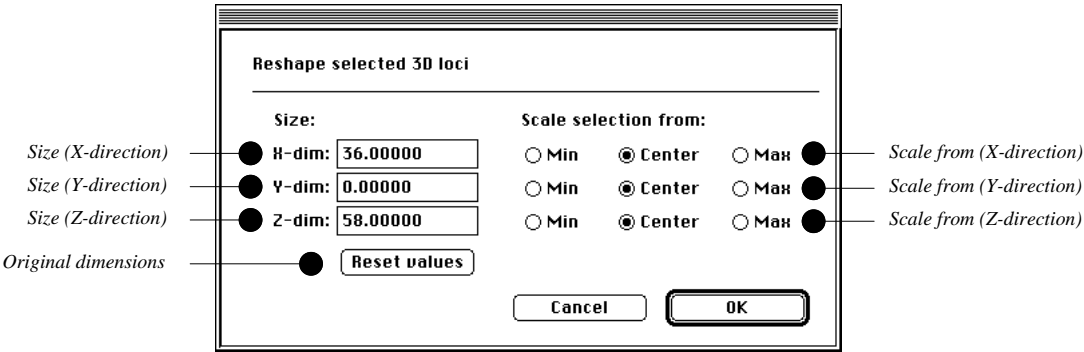 Reshape selected 3D loci
Size: Scale selection from:
Size (X-direction) X-dim: 36.00000 Min Center Max Scale from (X-direction)
Size (Y-direction) Y-dim: 0.00000 Min Center Max Scale from (Y-direction)
Size (Z-direction) Z-dim: 58.00000 Min Center Max Scale from (Z-direction)
Original dimensions Reset values
Cancel OK